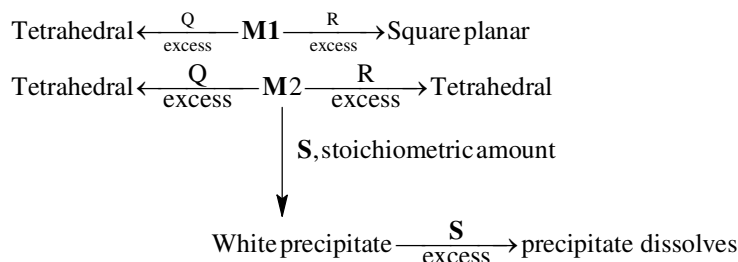 Tetrahedral Q excess M1 R excess Square planar
Tetrahedral Q excess M2 R excess Tetrahedral
S, stoichiometric amount
White precipitate S excess precipitate dissolves